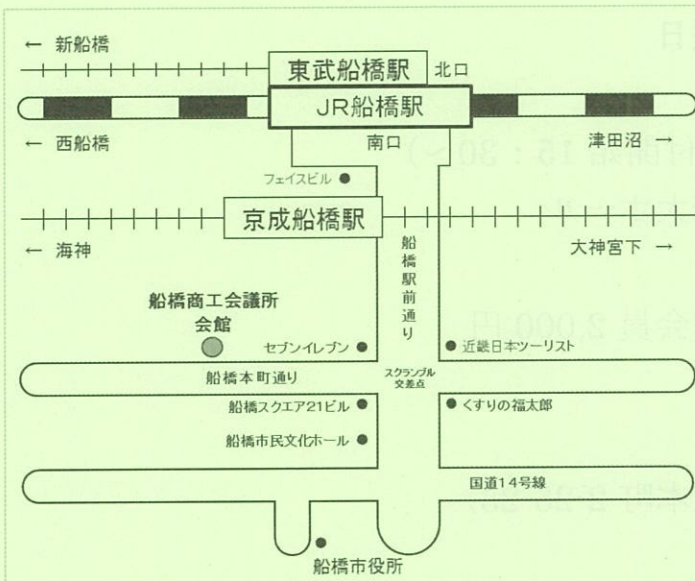 ← 新船橋
東武船橋駅 北口
JR船橋駅
← 西船橋
南口
津田沼 →
フェイスビル
京成船橋駅
← 海神
大神宮下 →
船橋駅前通り
船橋商工会議所
会館
セブンイレブン
近畿日本ツーリスト
船橋本町通り
スクランブル
交差点
船橋スクエア21ビル
くすりの福太郎
船橋市民文化ホール
国道14号線
船橋市役所